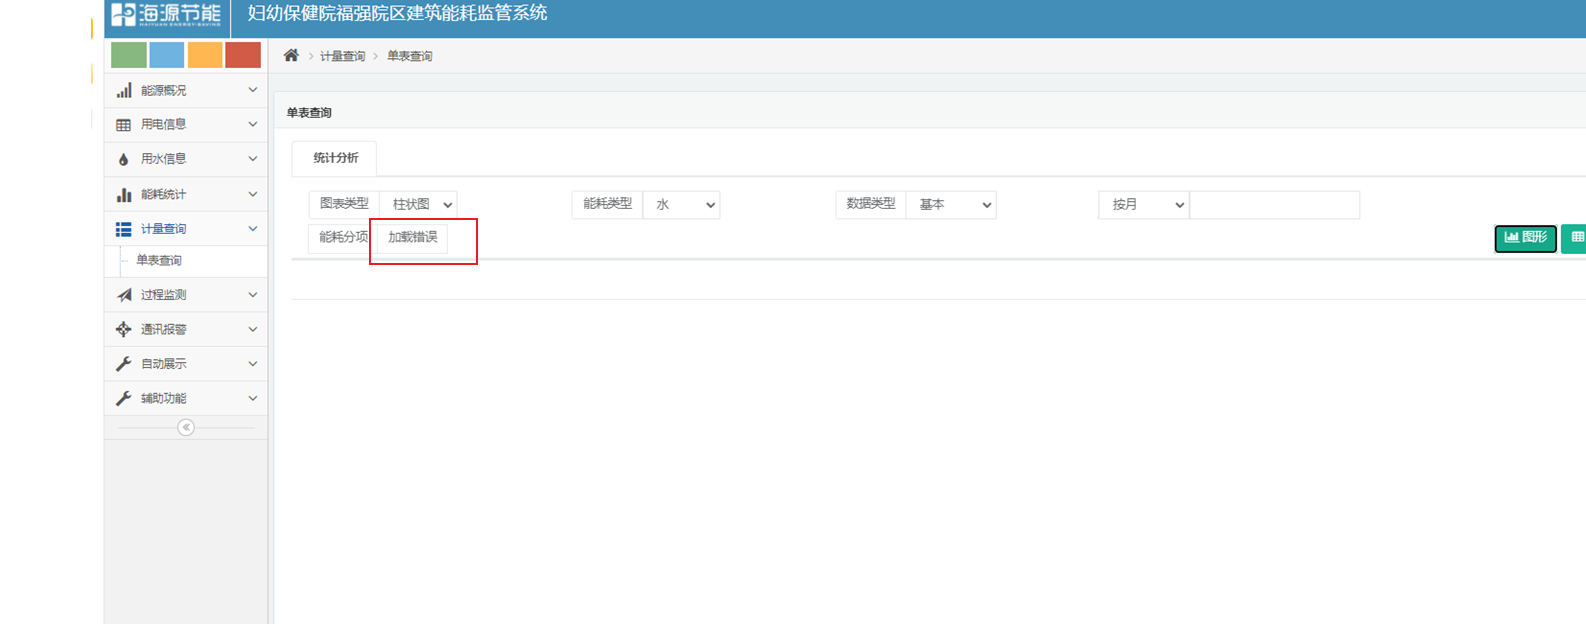 海源节能
HAIYUAN ENERGY-SAVING
妇幼保健院福强院区建筑能耗监管系统
计量查询 > 单表查询
能源概况
用电信息
用水信息
能耗统计
计量查询
单表查询
过程监测
通讯报警
自动展示
辅助功能
单表查询
统计分析
图表类型 柱状图 能耗类型 水 数据类型 基本 按月
能耗分项 加载错误 图形